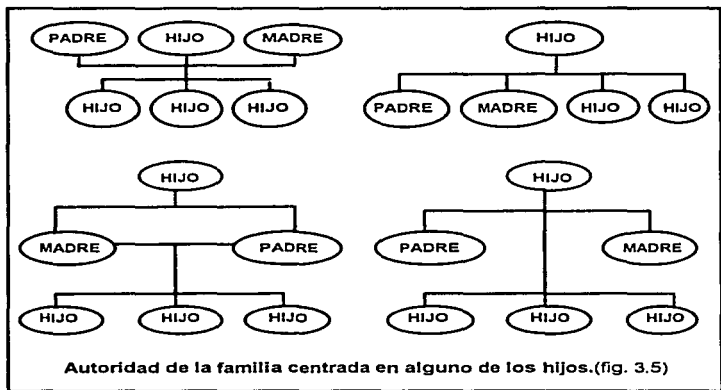 PADRE HIJO MADRE
HIJO HIJO HIJO
HIJO
PADRE MADRE HIJO HIJO
HIJO
MADRE PADRE
HIJO HIJO HIJO
HIJO
PADRE MADRE
HIJO HIJO HIJO
Autoridad de la familia centrada en alguno de los hijos.(fig. 3.5)